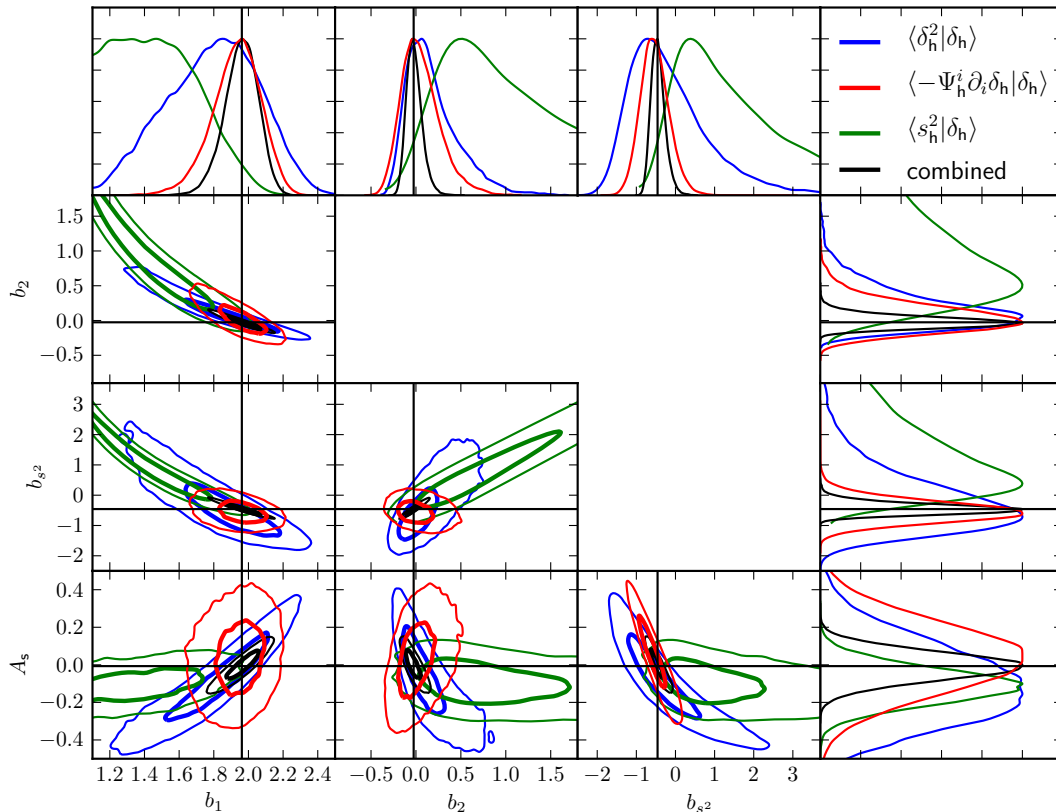 ⟨δ_h^2|δ_h⟩
⟨−Ψ_h^i ∂_i δ_h|δ_h⟩
⟨s_h^2|δ_h⟩
combined
1.5
1.0
0.5
0.0
−0.5
b_2
3
2
1
0
−1
−2
b_{s^2}
0.4
0.2
0.0
−0.2
−0.4
A_s
1.2 1.4 1.6 1.8 2.0 2.2 2.4
−0.5 0.0 0.5 1.0 1.5
−2 −1 0 1 2 3
b_1
b_2
b_{s^2}